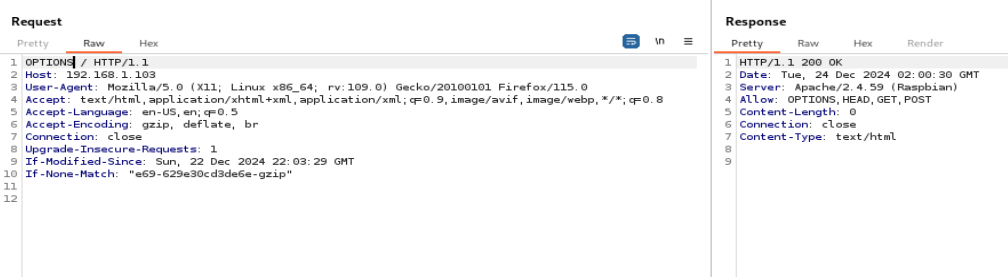 Request
Pretty Raw Hex
\n
1 OPTIONS / HTTP/1.1
2 Host: 192.168.1.103
3 User-Agent: Mozilla/5.0 (X11; Linux x86_64; rv:109.0) Gecko/20100101 Firefox/115.0
4 Accept: text/html,application/xhtml+xml,application/xml;q=0.9,image/avif,image/webp,*/*;q=0.8
5 Accept-Language: en-US,en;q=0.5
6 Accept-Encoding: gzip, deflate, br
7 Connection: close
8 Upgrade-Insecure-Requests: 1
9 If-Modified-Since: Sun, 22 Dec 2024 22:03:29 GMT
10 If-None-Match: "e69-629e30cd3de6e-gzip"
11
12
Response
Pretty Raw Hex Render
1 HTTP/1.1 200 OK
2 Date: Tue, 24 Dec 2024 02:00:30 GMT
3 Server: Apache/2.4.59 (Raspbian)
4 Allow: OPTIONS,HEAD,GET,POST
5 Content-Length: 0
6 Connection: close
7 Content-Type: text/html
8
9